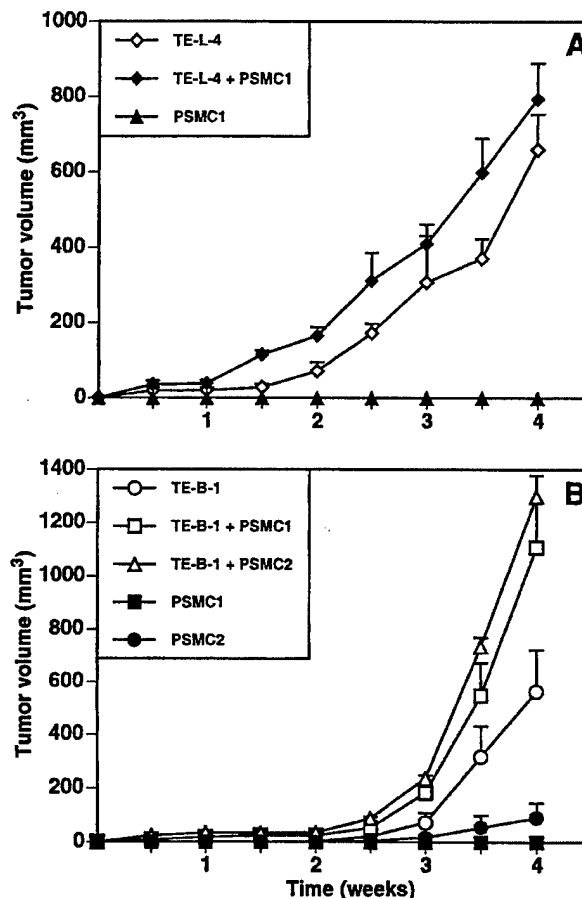 A
TE-L-4
TE-L-4 + PSMC1
PSMC1
Tumor volume (mm³)
1000
800
600
400
200
0
1 2 3 4
B
TE-B-1
TE-B-1 + PSMC1
TE-B-1 + PSMC2
PSMC1
PSMC2
Tumor volume (mm³)
1400
1200
1000
800
600
400
200
0
1 2 3 4
Time (weeks)